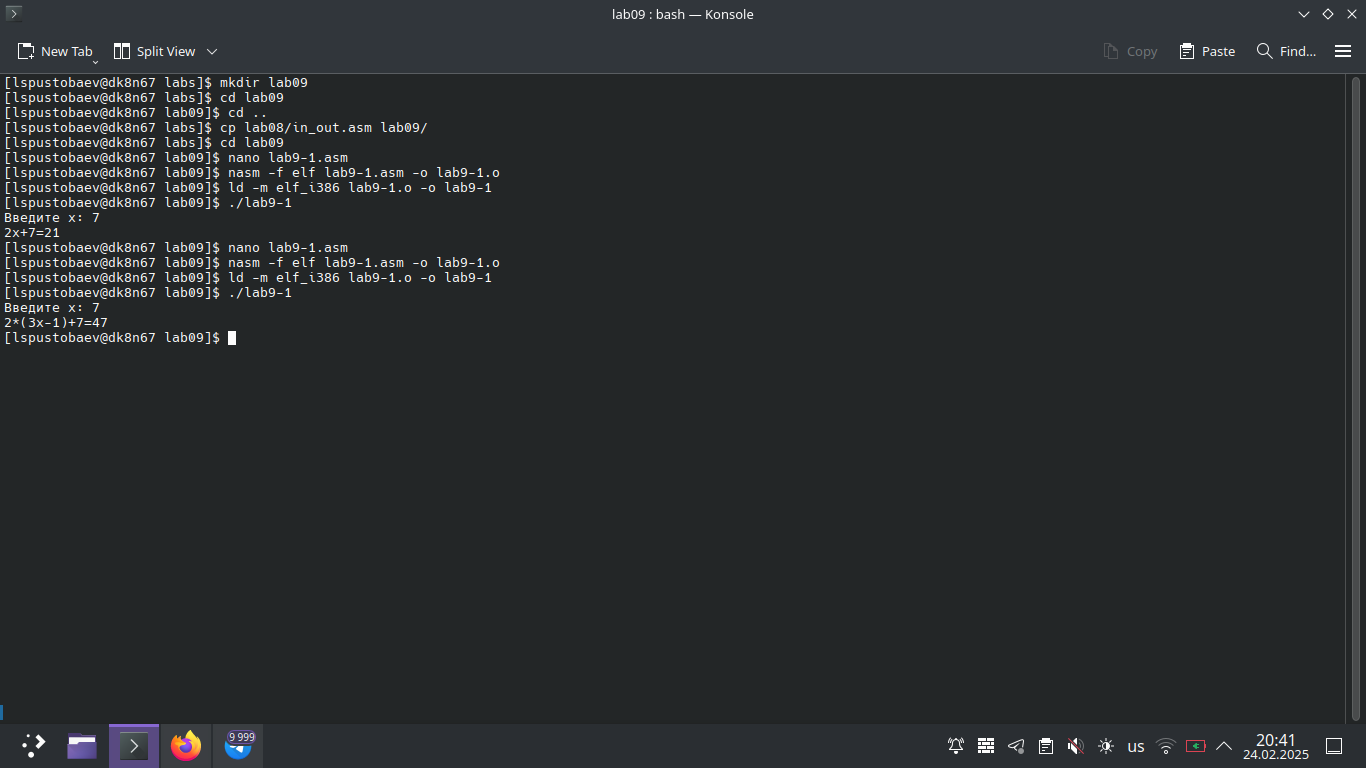 lab09 : bash — Konsole
New Tab
Split View
Copy
Paste
Find...
[lspustobaev@dk8n67 labs]$ mkdir lab09
[lspustobaev@dk8n67 labs]$ cd lab09
[lspustobaev@dk8n67 lab09]$ cd ..
[lspustobaev@dk8n67 labs]$ cp lab08/in_out.asm lab09/
[lspustobaev@dk8n67 labs]$ cd lab09
[lspustobaev@dk8n67 lab09]$ nano lab9-1.asm
[lspustobaev@dk8n67 lab09]$ nasm -f elf lab9-1.asm -o lab9-1.o
[lspustobaev@dk8n67 lab09]$ ld -m elf_i386 lab9-1.o -o lab9-1
[lspustobaev@dk8n67 lab09]$ ./lab9-1
Введите x: 7
2x+7=21
[lspustobaev@dk8n67 lab09]$ nano lab9-1.asm
[lspustobaev@dk8n67 lab09]$ nasm -f elf lab9-1.asm -o lab9-1.o
[lspustobaev@dk8n67 lab09]$ ld -m elf_i386 lab9-1.o -o lab9-1
[lspustobaev@dk8n67 lab09]$ ./lab9-1
Введите x: 7
2*(3x-1)+7=47
[lspustobaev@dk8n67 lab09]$
9 999
us
20:41
24.02.2025